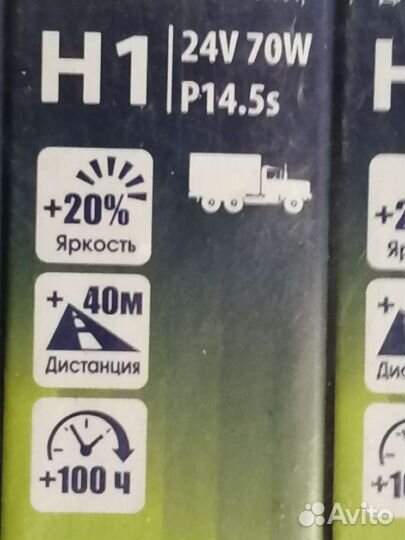 H1
24V 70W
P14.5s
+20%
Яркость
+ 40м
Дистанция
+100 ч
Avito